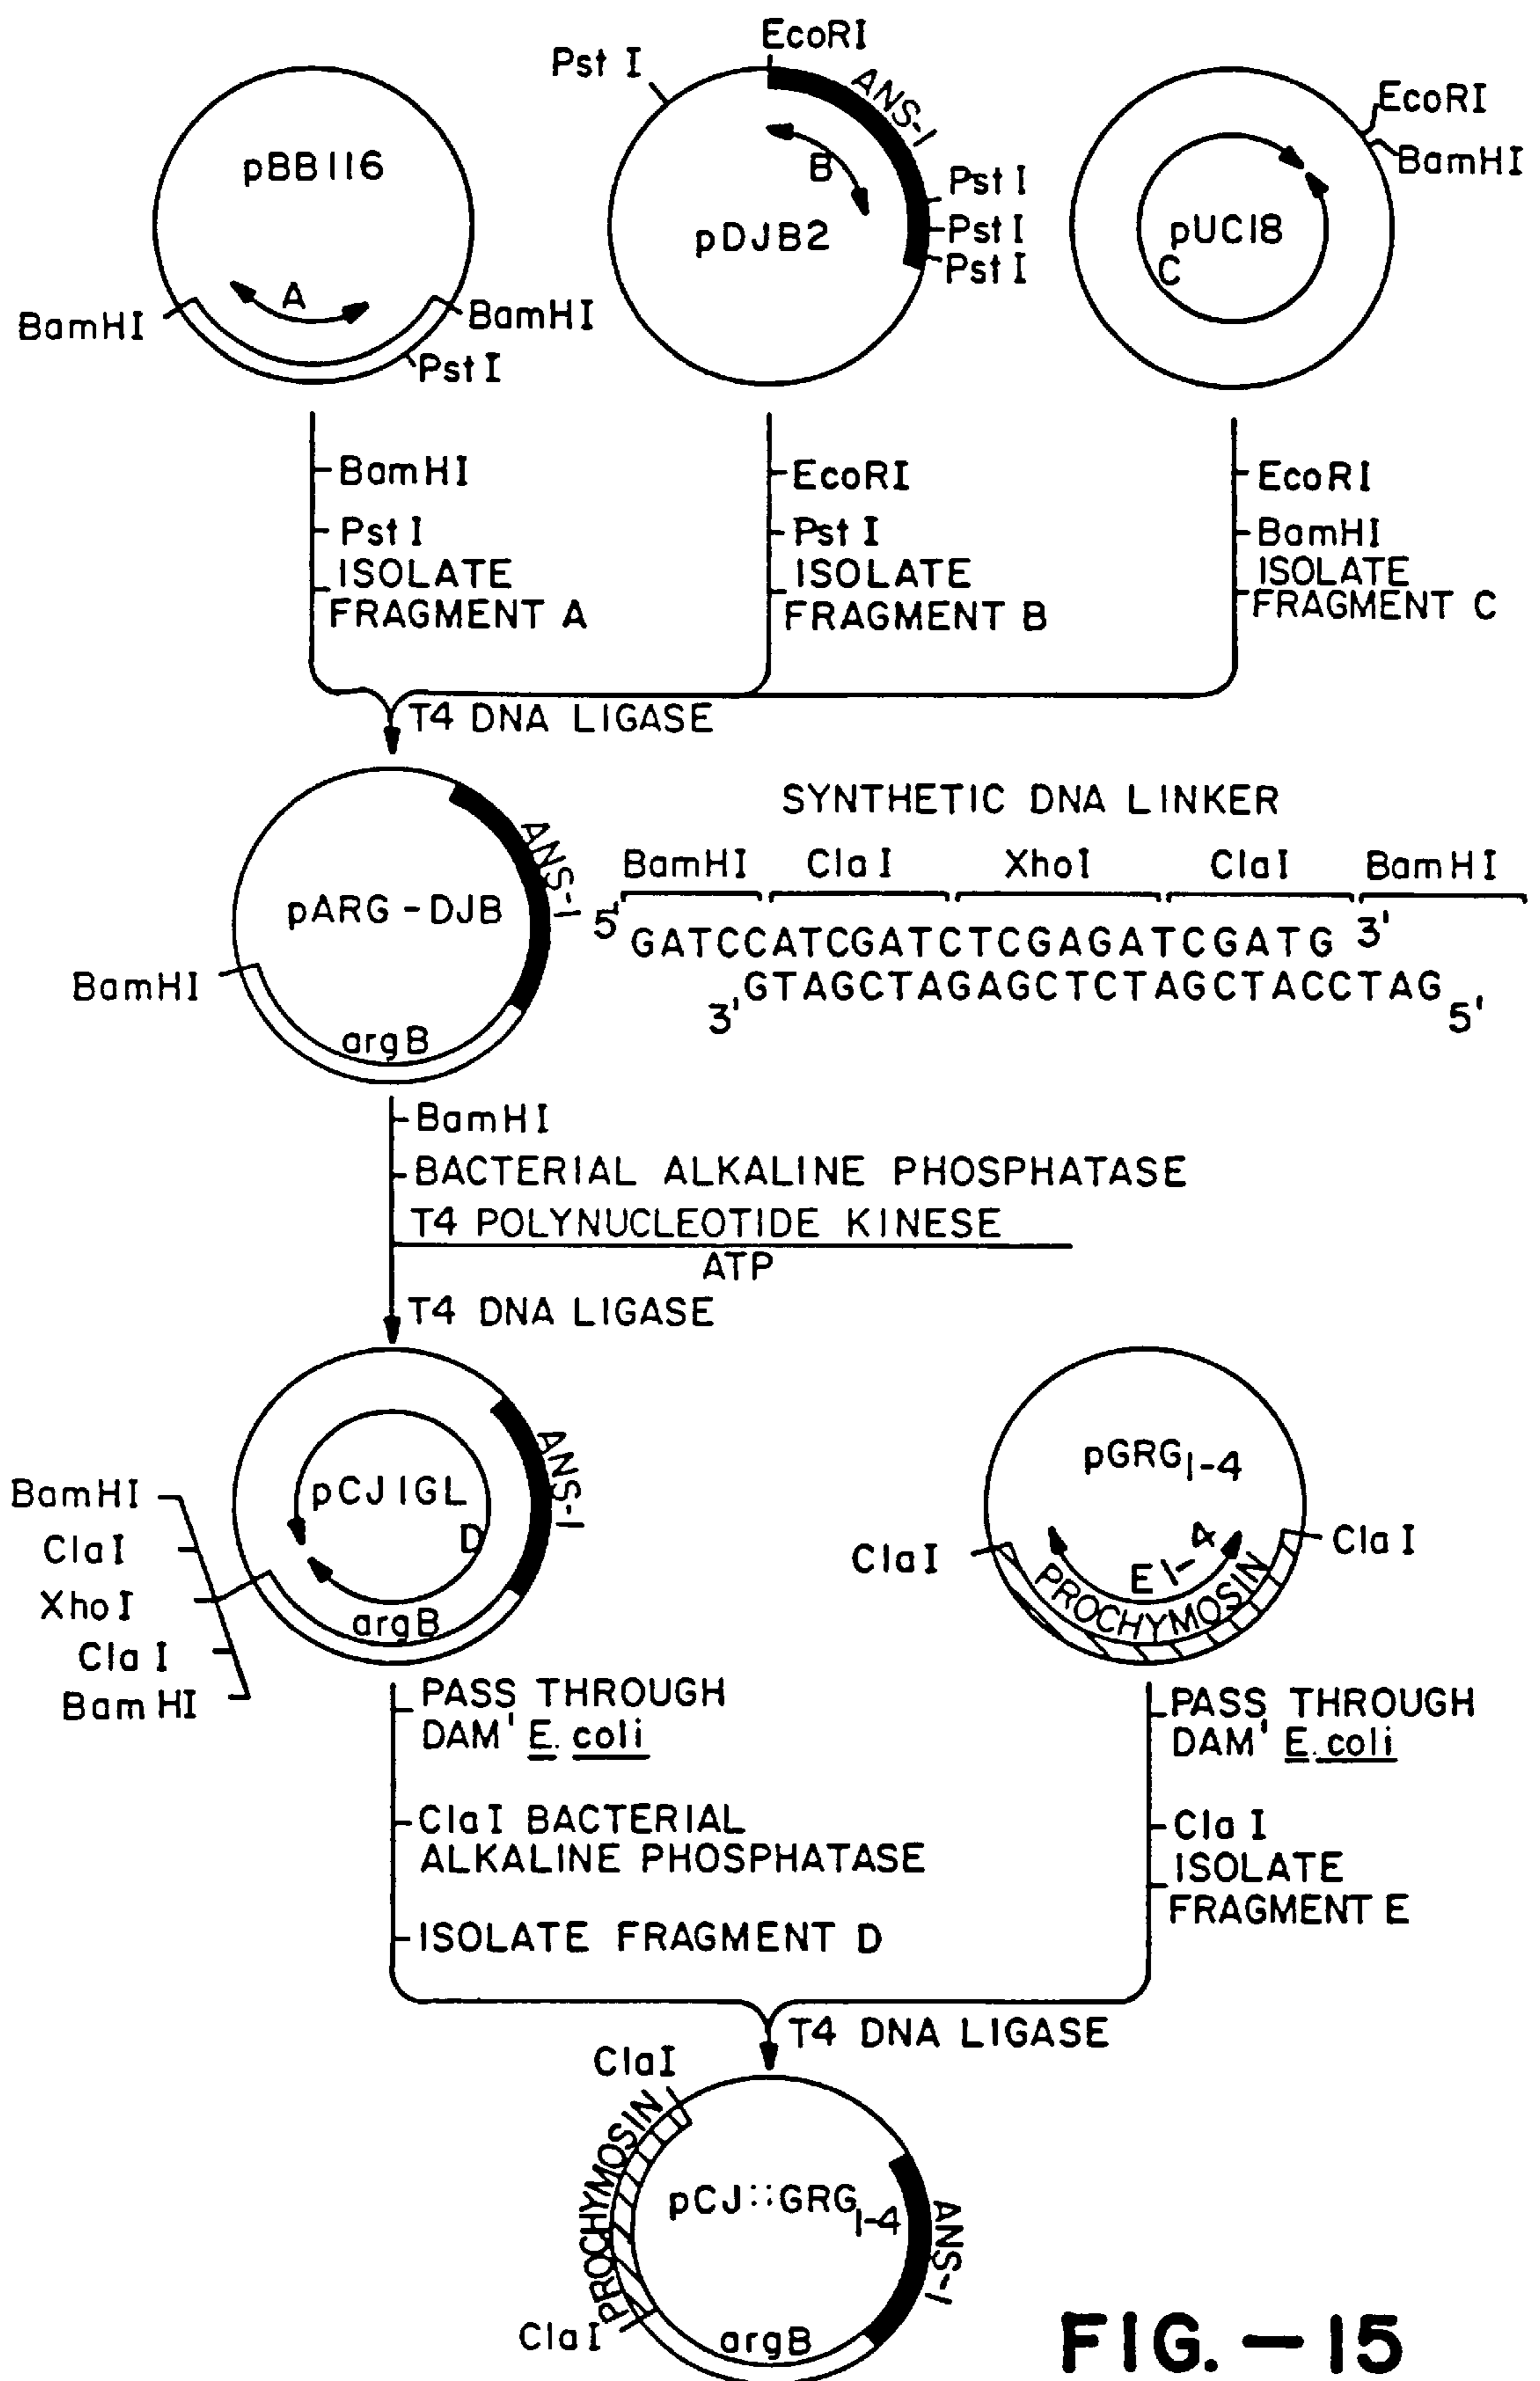 EcoRI
Pst I
ANS-1
EcoRI
BamHI
pBB116
B
Pst I
pDJB2
Pst I
Pst I
pUC18
C
A
BamHI
BamHI
Pst I
BamHI
Pst I
ISOLATE
FRAGMENT A
EcoRI
Pst I
ISOLATE
FRAGMENT B
EcoRI
BamHI
ISOLATE
FRAGMENT C
T4 DNA LIGASE
SYNTHETIC DNA LINKER
BamHI ClaI XhoI ClaI BamHI
pARG-DJB
ANS-1
5' GATCCATCGATCTCGAGATCGATG 3'
3' GTAGCTAGAGCTCTAGCTACCTAG 5'
BamHI
argB
BamHI
BACTERIAL ALKALINE PHOSPHATASE
T4 POLYNUCLEOTIDE KINESE
ATP
T4 DNA LIGASE
pCJ1GL
D
ANS-1
argB
BamHI
ClaI
XhoI
ClaI
BamHI
pGRG1-4
ClaI
ClaI
E1-4
PROCHYMOSIN
PASS THROUGH
DAM' E. coli
ClaI BACTERIAL
ALKALINE PHOSPHATASE
ISOLATE FRAGMENT D
PASS THROUGH
DAM' E. coli
ClaI
ISOLATE
FRAGMENT E
T4 DNA LIGASE
ClaI
PROCHYMOSIN
pCJ::GRG1-4
ANS-1
ClaI
argB
FIG.-15